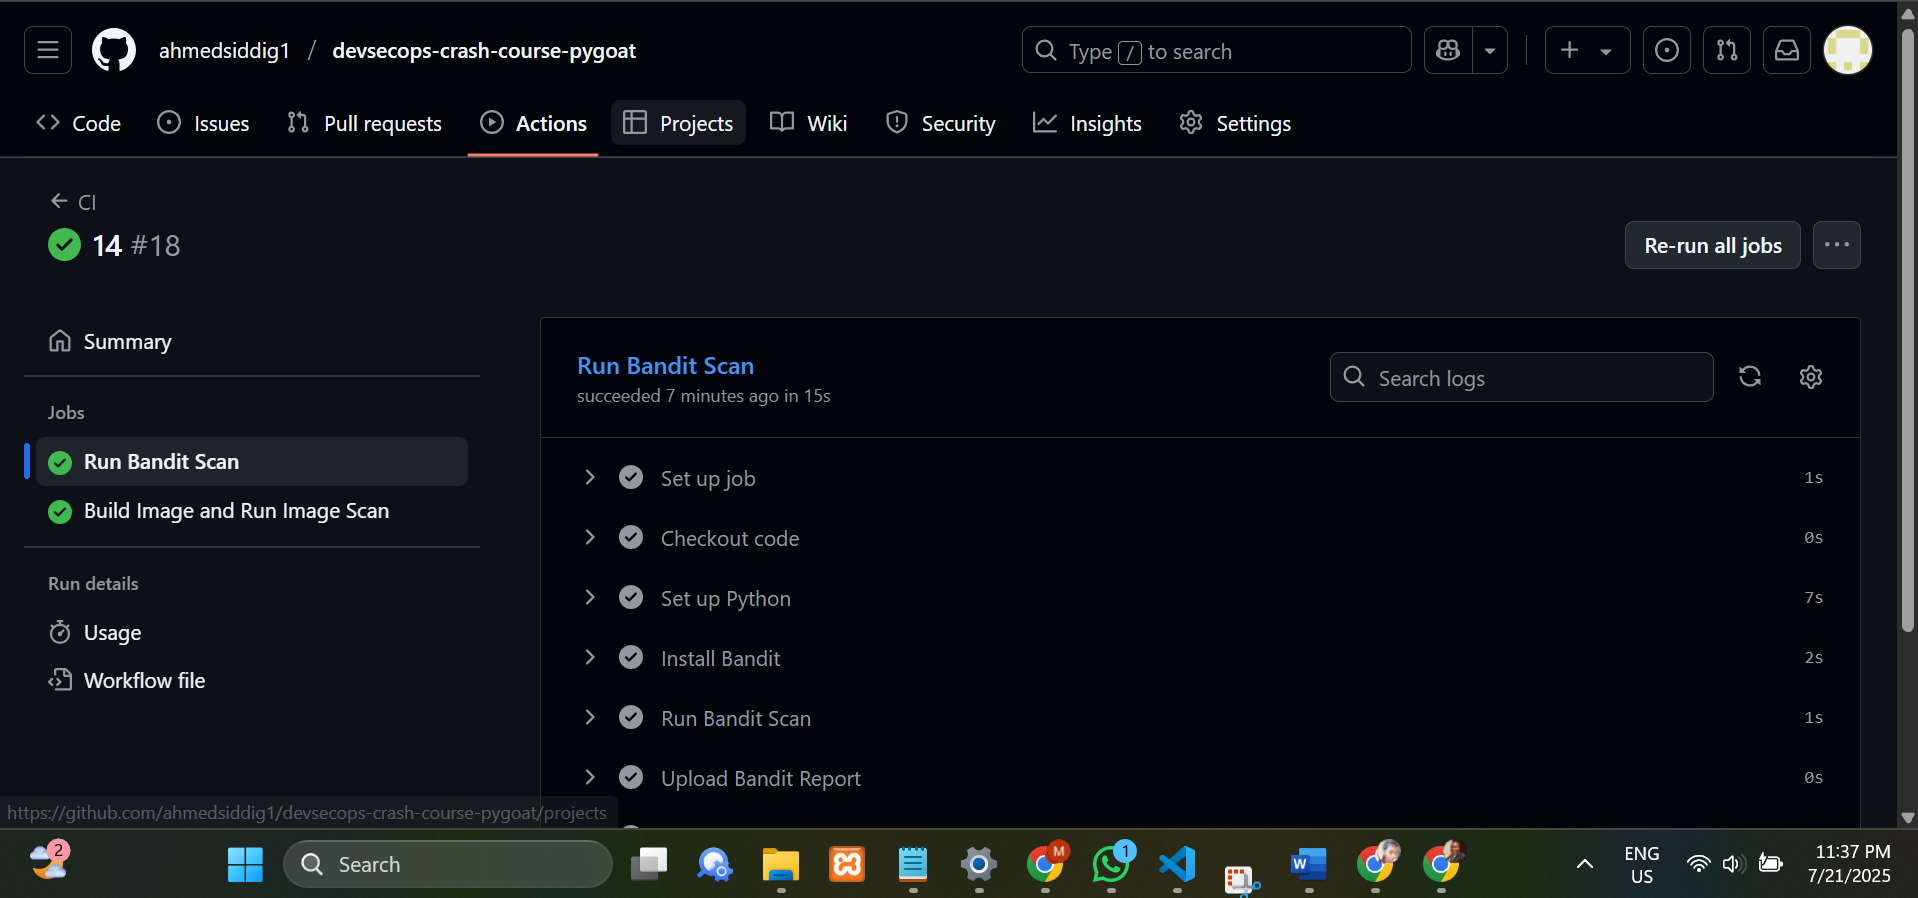 ahmedsiddig1 / devsecops-crash-course-pygoat
Type / to search
Code Issues Pull requests Actions Projects Wiki Security Insights Settings
CI
14 #18
Re-run all jobs
Summary
Jobs
Run Bandit Scan
Build Image and Run Image Scan
Run details
Usage
Workflow file
Run Bandit Scan
succeeded 7 minutes ago in 15s
Search logs
Set up job 1s
Checkout code 0s
Set up Python 7s
Install Bandit 2s
Run Bandit Scan 1s
Upload Bandit Report 0s
https://github.com/ahmedsiddig1/devsecops-crash-course-pygoat/projects
2
Search
M
1
W
ENG
US
11:37 PM
7/21/2025